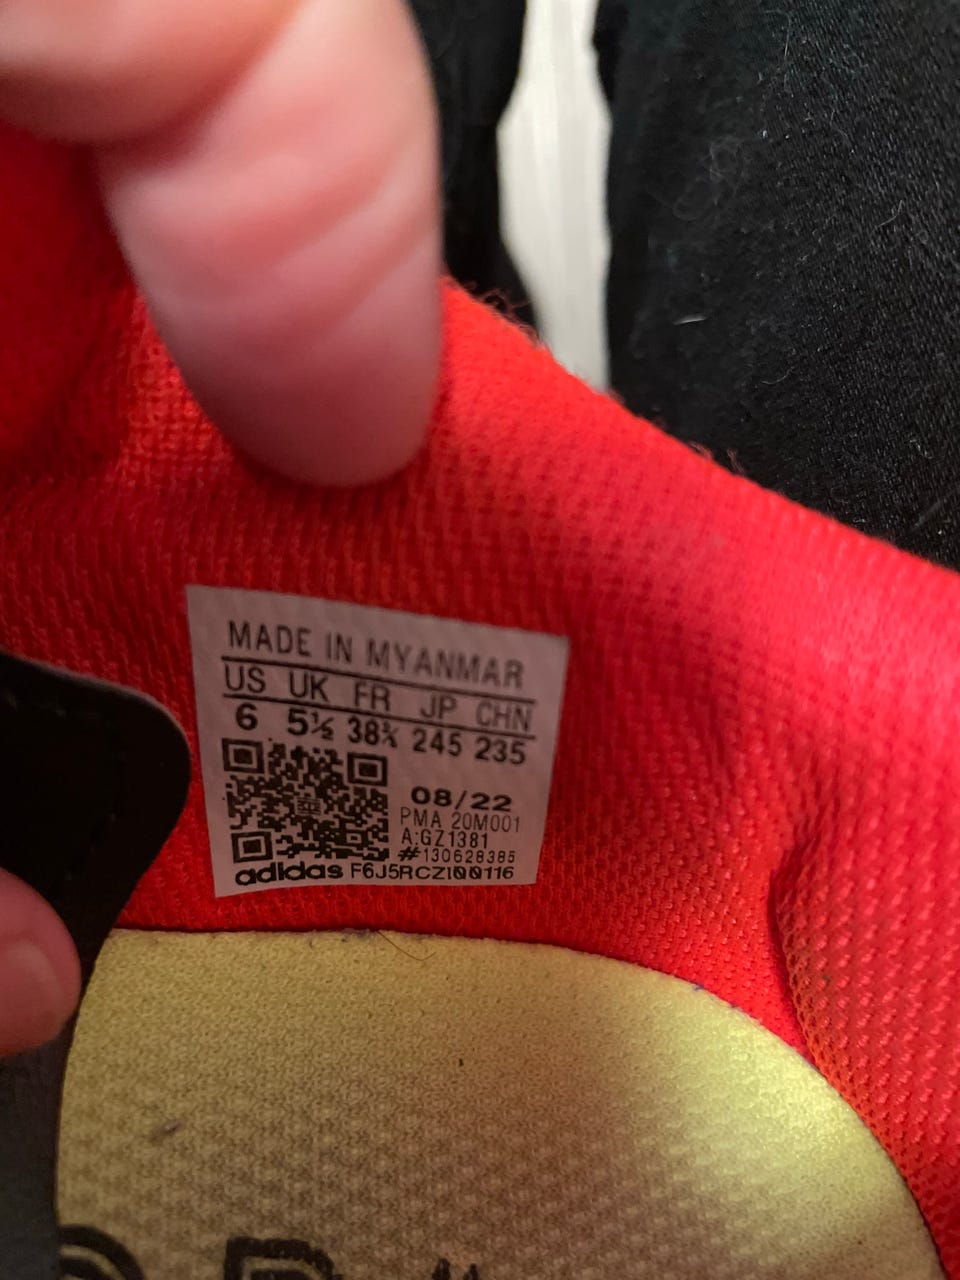 MADE IN MYANMAR
US UK FR JP CHN
6 5½ 38⅔ 245 235
08/22
PMA 20M001
A:GZ1381
#130628385
adidas F6J5RCZI00116